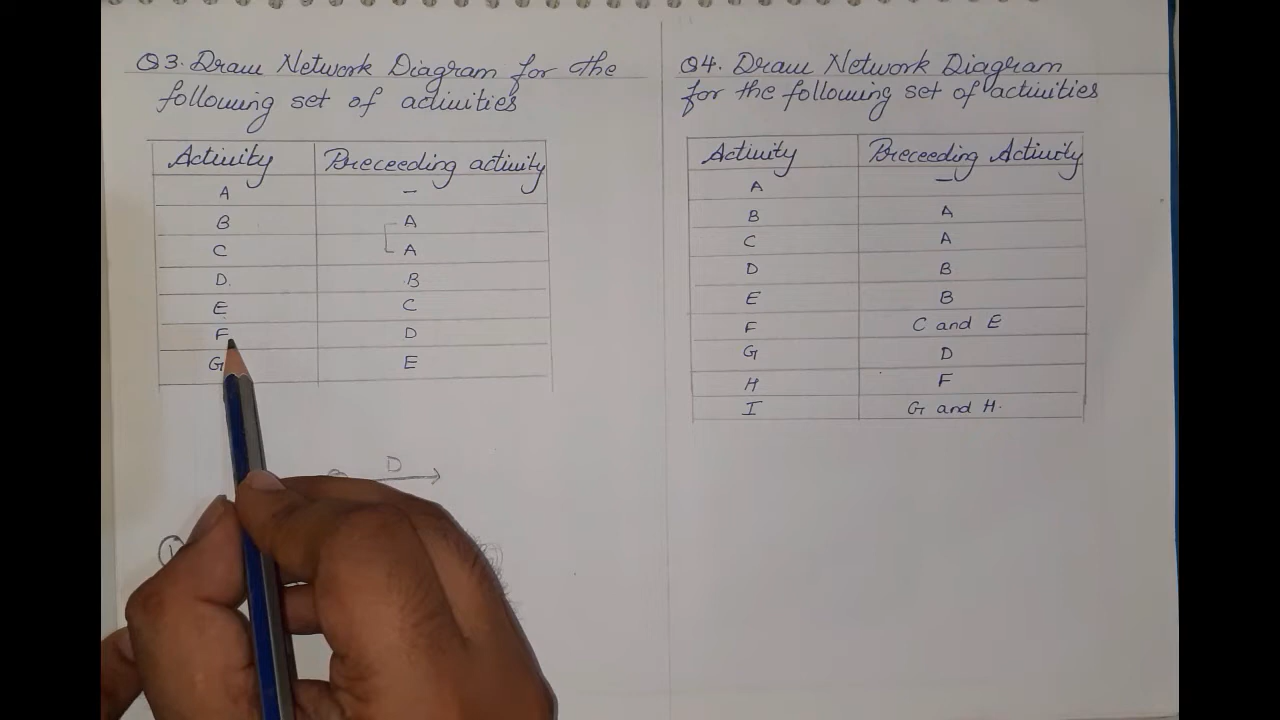 Q3. Draw Network Diagram for the
following set of activities
Activity Preceeding activity
A –
B A
C A
D. B
E C
F D
G E
D
1
Q4. Draw Network Diagram
for the following set of activities
Activity Preceeding Activity
A –
B A
C A
D B
E B
F C and E
G D
H F
I G and H.